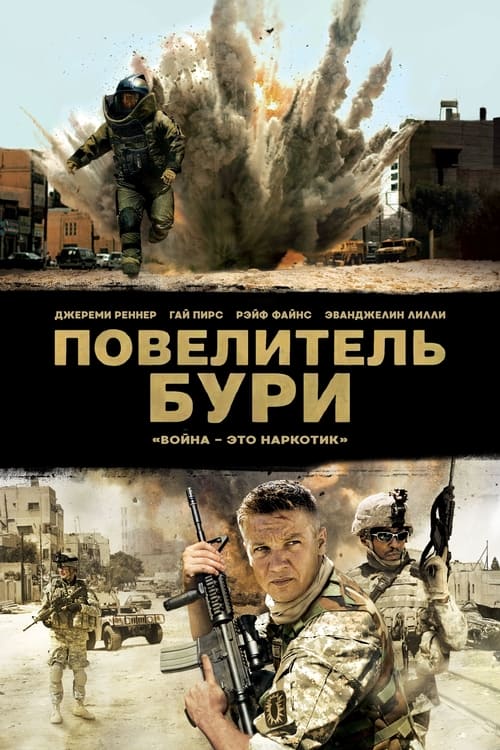 ДЖЕРЕМИ РЕННЕР ГАЙ ПИРС РЭЙФ ФАЙНС ЭВАНДЖЕЛИН ЛИЛЛИ
ПОВЕЛИТЕЛЬ
БУРИ
«ВОЙНА – ЭТО НАРКОТИК»